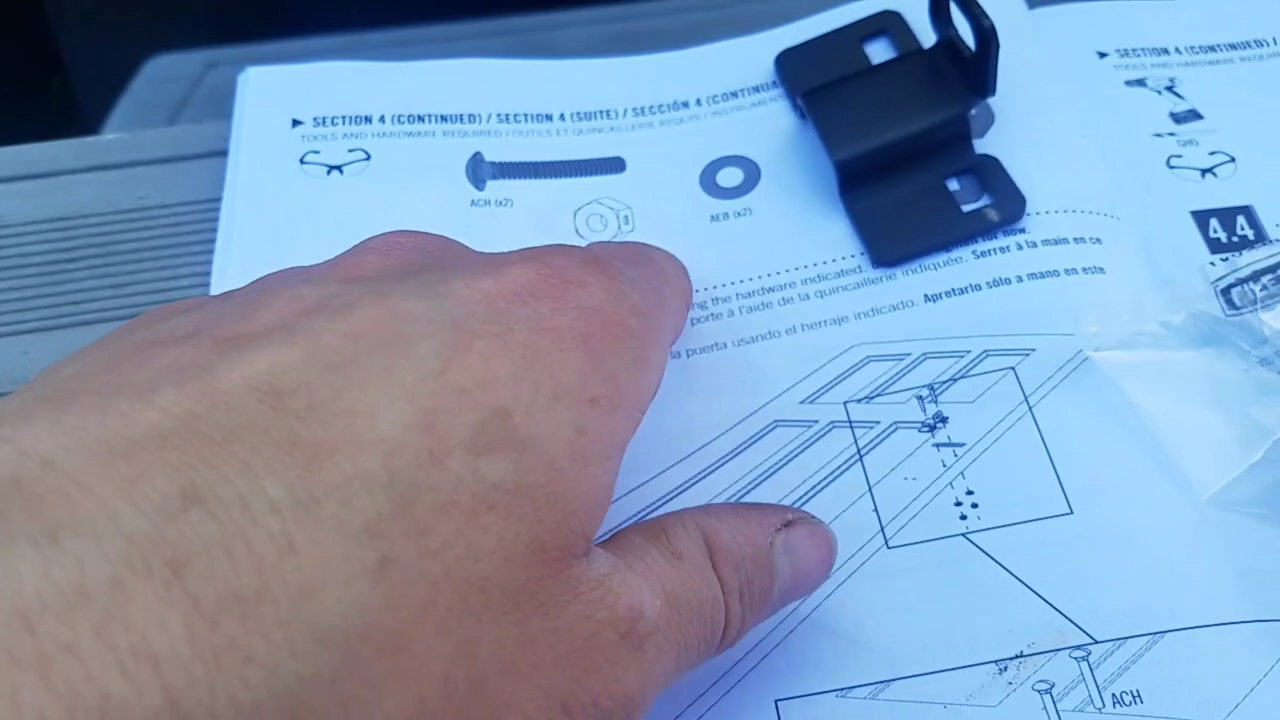 ► SECTION 4 (CONTINUED) / SECTION 4 (SUITE) / SECCIÓN 4 (CONTINUA
TOOLS AND HARDWARE REQUIRED / OUTILS ET QUINCAILLERIE REQUIS / INSTRUMEN
ACH (x2)
AEB (x2)
for now.
ng the hardware indicated.
porte à l'aide de la quincaillerie indiquée. Serrer à la main en ce
la puerta usando el herraje indicado. Apretarlo sólo a mano en este
ACH
► SECTION 4 (CONTINUED) /
TOOLS AND HARDWARE REQUIRE
4.4